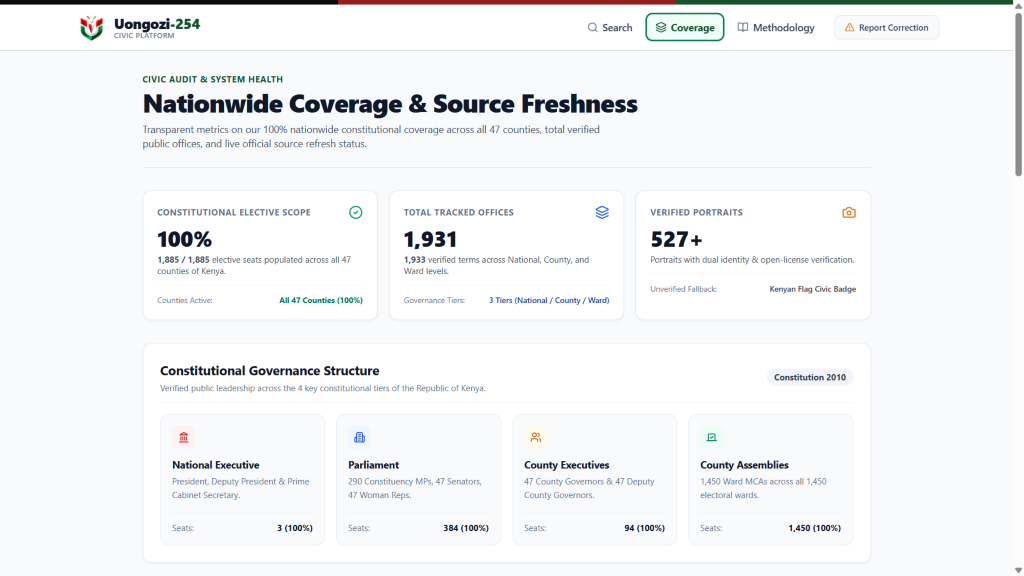 Uongozi-254
CIVIC PLATFORM
Search
Coverage
Methodology
Report Correction
CIVIC AUDIT & SYSTEM HEALTH
Nationwide Coverage & Source Freshness
Transparent metrics on our 100% nationwide constitutional coverage across all 47 counties, total verified
public offices, and live official source refresh status.
CONSTITUTIONAL ELECTIVE SCOPE
100%
1,885 / 1,885 elective seats populated across all 47
counties of Kenya.
Counties Active: All 47 Counties (100%)
TOTAL TRACKED OFFICES
1,931
1,933 verified terms across National, County, and
Ward levels.
Governance Tiers: 3 Tiers (National / County / Ward)
VERIFIED PORTRAITS
527+
Portraits with dual identity & open-license verification.
Unverified Fallback: Kenyan Flag Civic Badge
Constitutional Governance Structure
Verified public leadership across the 4 key constitutional tiers of the Republic of Kenya.
Constitution 2010
National Executive
President, Deputy President & Prime
Cabinet Secretary.
Seats: 3 (100%)
Parliament
290 Constituency MPs, 47 Senators,
47 Woman Reps.
Seats: 384 (100%)
County Executives
47 County Governors & 47 Deputy
County Governors.
Seats: 94 (100%)
County Assemblies
1,450 Ward MCAs across all 1,450
electoral wards.
Seats: 1,450 (100%)